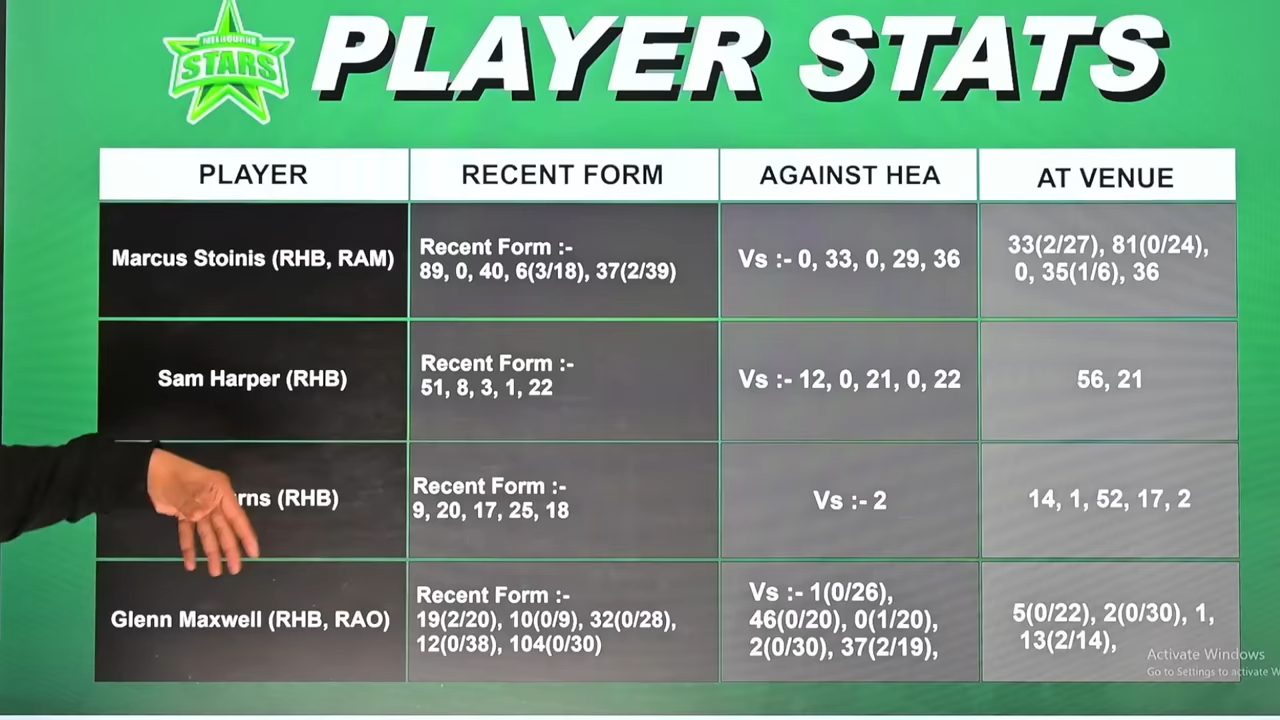 MELBOURNE
STARS
PLAYER STATS
PLAYER
RECENT FORM
AGAINST HEA
AT VENUE
Marcus Stoinis (RHB, RAM)
Recent Form :-
89, 0, 40, 6(3/18), 37(2/39)
Vs :- 0, 33, 0, 29, 36
33(2/27), 81(0/24),
0, 35(1/6), 36
Sam Harper (RHB)
Recent Form :-
51, 8, 3, 1, 22
Vs :- 12, 0, 21, 0, 22
56, 21
(RHB)
Recent Form :-
9, 20, 17, 25, 18
Vs :- 2
14, 1, 52, 17, 2
Glenn Maxwell (RHB, RAO)
Recent Form :-
19(2/20), 10(0/9), 32(0/28),
12(0/38), 104(0/30)
Vs :- 1(0/26),
46(0/20), 0(1/20),
2(0/30), 37(2/19),
5(0/22), 2(0/30), 1,
13(2/14),
Activate Windows
Go to Settings to activate W